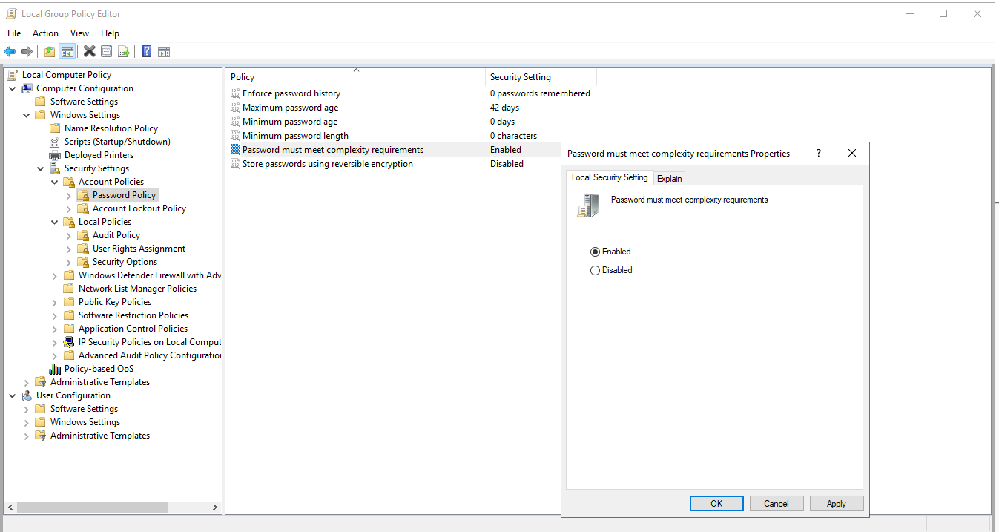 Local Group Policy Editor
File Action View Help
Local Computer Policy
Computer Configuration
Software Settings
Windows Settings
Name Resolution Policy
Scripts (Startup/Shutdown)
Deployed Printers
Security Settings
Account Policies
Password Policy
Account Lockout Policy
Local Policies
Audit Policy
User Rights Assignment
Security Options
Windows Defender Firewall with Adv
Network List Manager Policies
Public Key Policies
Software Restriction Policies
Application Control Policies
IP Security Policies on Local Comput
Advanced Audit Policy Configuration
Policy-based QoS
Administrative Templates
User Configuration
Software Settings
Windows Settings
Administrative Templates
Policy Security Setting
Enforce password history 0 passwords remembered
Maximum password age 42 days
Minimum password age 0 days
Minimum password length 0 characters
Password must meet complexity requirements Enabled
Store passwords using reversible encryption Disabled
Password must meet complexity requirements Properties ?
Local Security Setting Explain
Password must meet complexity requirements
Enabled
Disabled
OK Cancel Apply